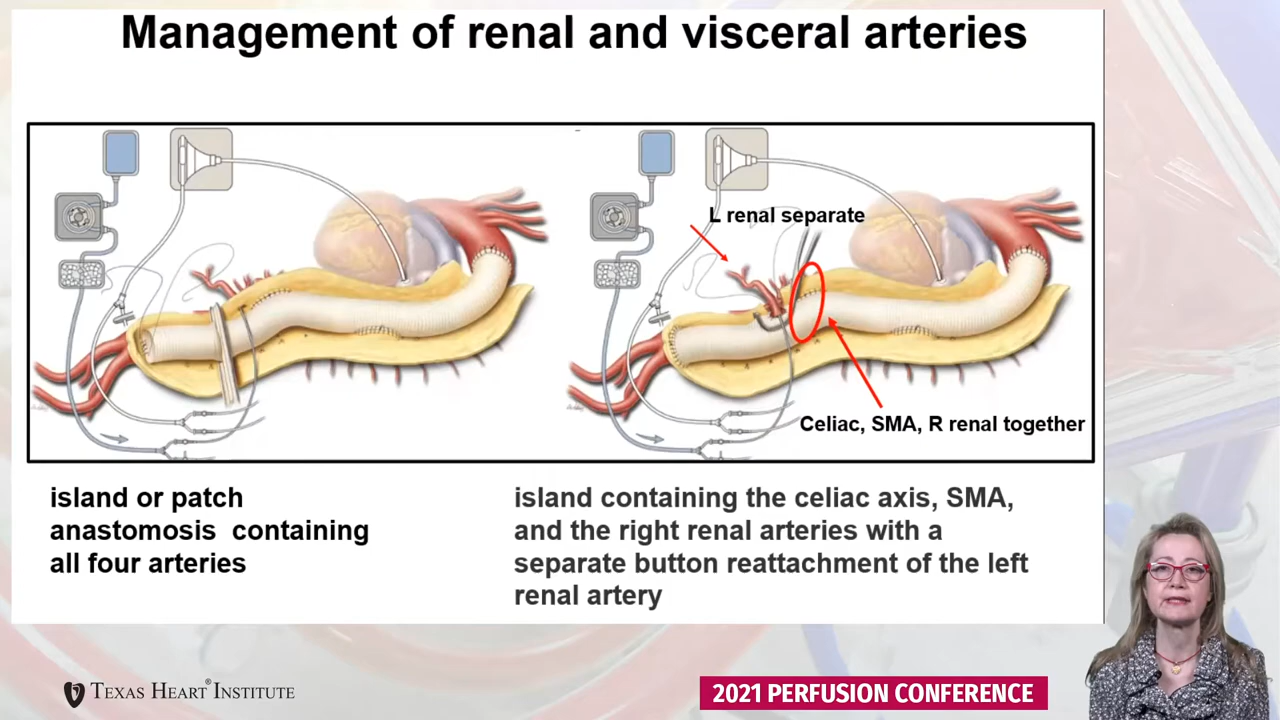 Management of renal and visceral arteries
L renal separate
Celiac, SMA, R renal together
island or patch
anastomosis containing
all four arteries
island containing the celiac axis, SMA,
and the right renal arteries with a
separate button reattachment of the left
renal artery
TEXAS HEART® INSTITUTE
2021 PERFUSION CONFERENCE